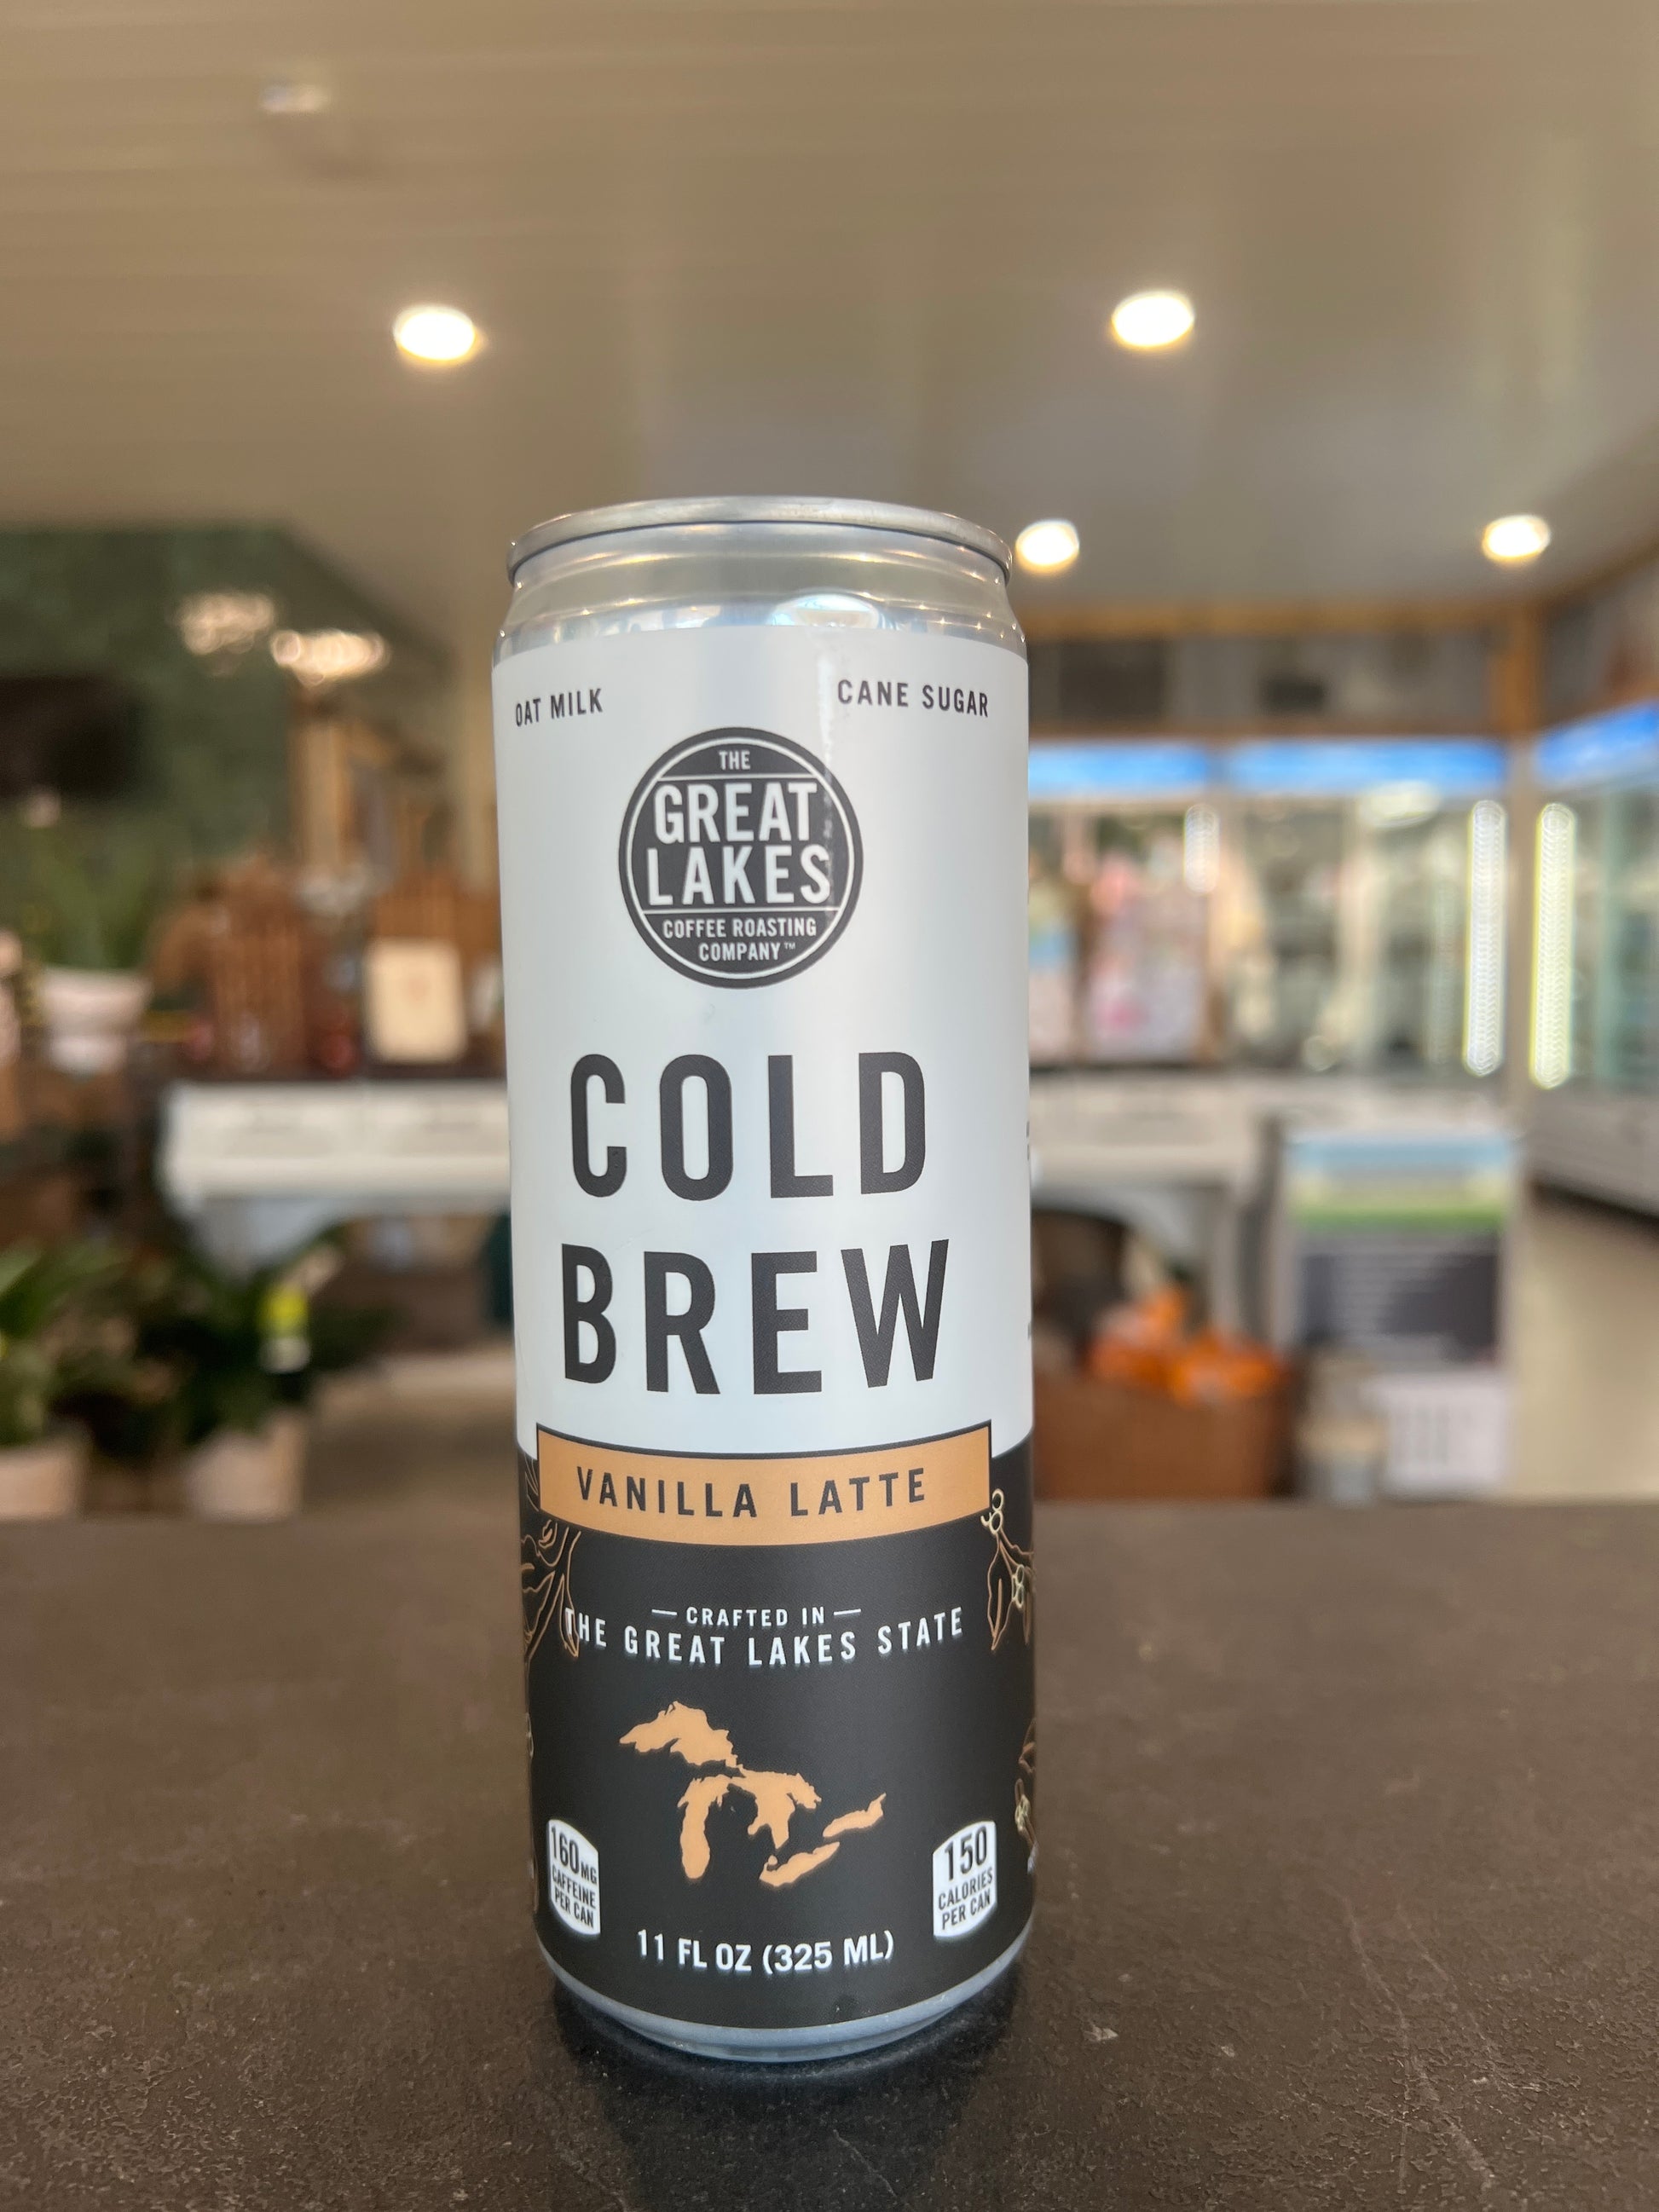 OAT MILK
CANE SUGAR
THE
GREAT
LAKES
COFFEE ROASTING
COMPANY™
COLD
BREW
VANILLA LATTE
CRAFTED IN
THE GREAT LAKES STATE
160MG
CAFFEINE
PER CAN
150
CALORIES
PER CAN
11 FL OZ (325 ML)